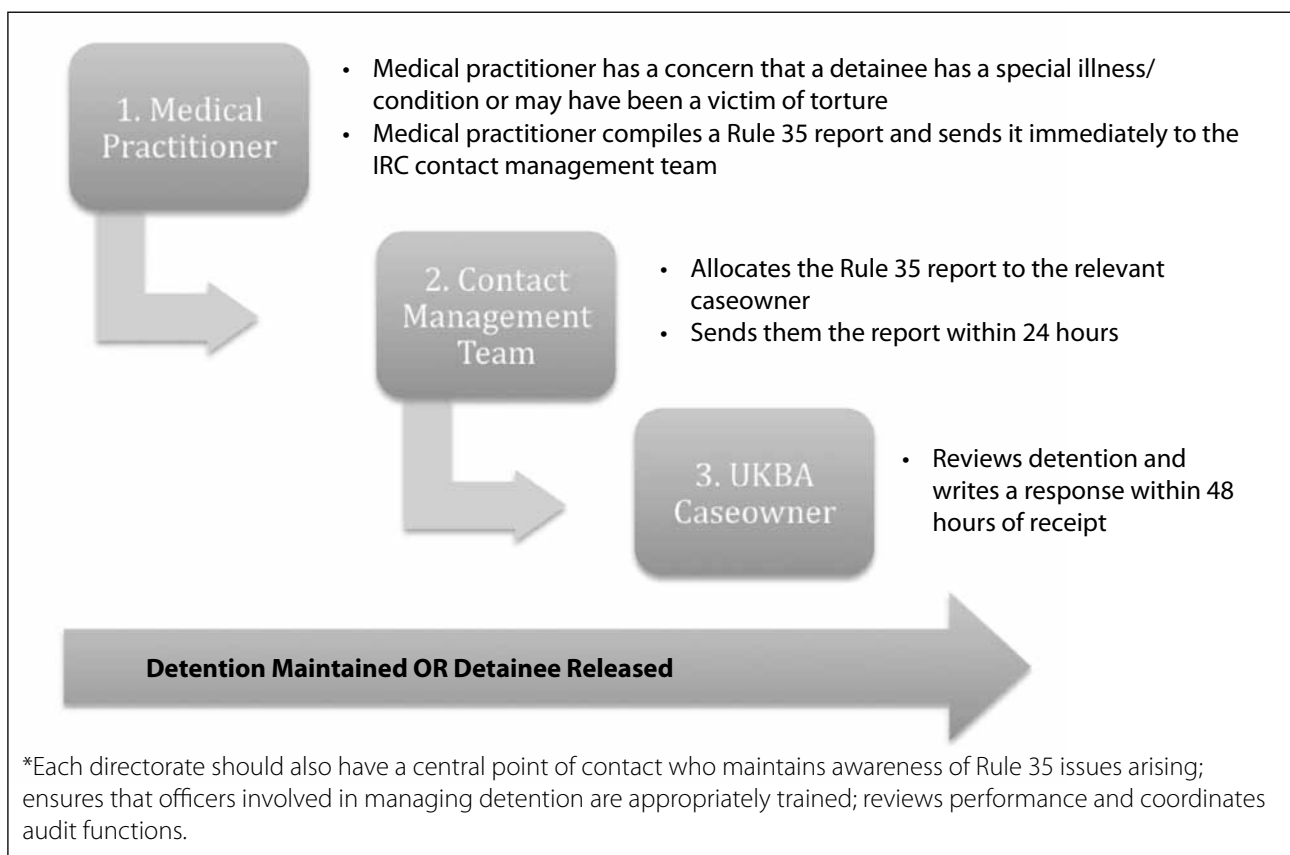 1. Medical
Practitioner
• Medical practitioner has a concern that a detainee has a special illness/
condition or may have been a victim of torture
• Medical practitioner compiles a Rule 35 report and sends it immediately to the
IRC contact management team
2. Contact
Management
Team
• Allocates the Rule 35 report to the relevant
caseowner
• Sends them the report within 24 hours
3. UKBA
Caseowner
• Reviews detention and
writes a response within 48
hours of receipt
Detention Maintained OR Detainee Released
*Each directorate should also have a central point of contact who maintains awareness of Rule 35 issues arising;
ensures that officers involved in managing detention are appropriately trained; reviews performance and coordinates
audit functions.